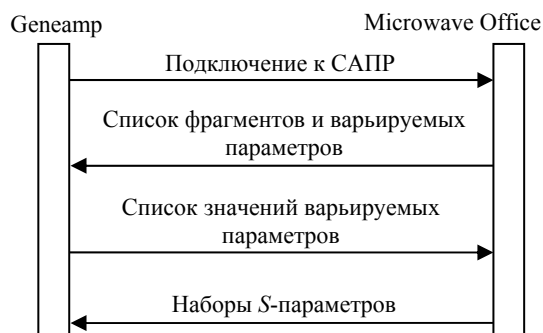 Geneamp
Microwave Office
Подключение к САПР
Список фрагментов и варьируемых
параметров
Список значений варьируемых
параметров
Наборы S-параметров